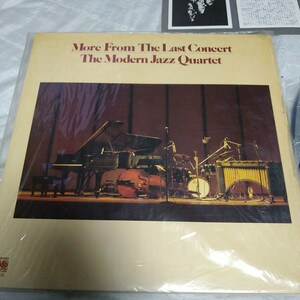 More From The Last Concert
The Modern Jazz Quartet